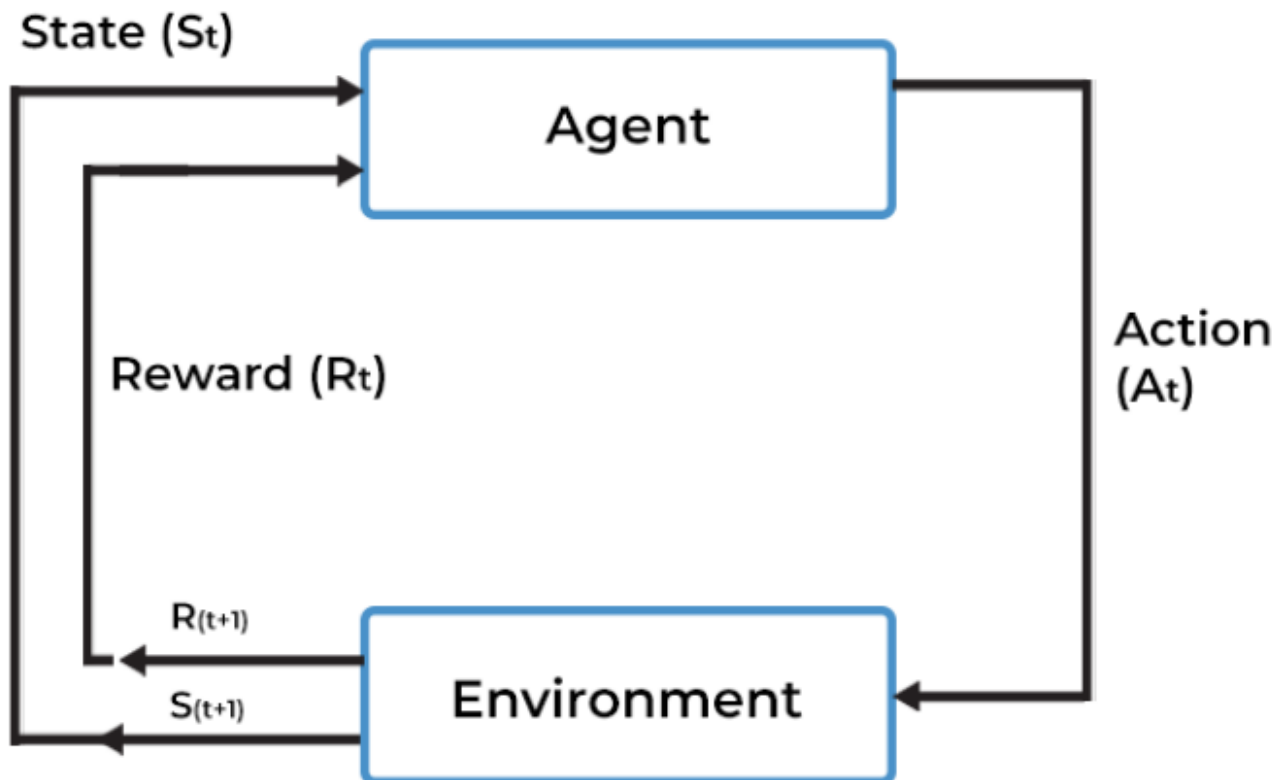 State (St)
Agent
Reward (Rt)
Action
(At)
R(t+1)
S(t+1)
Environment